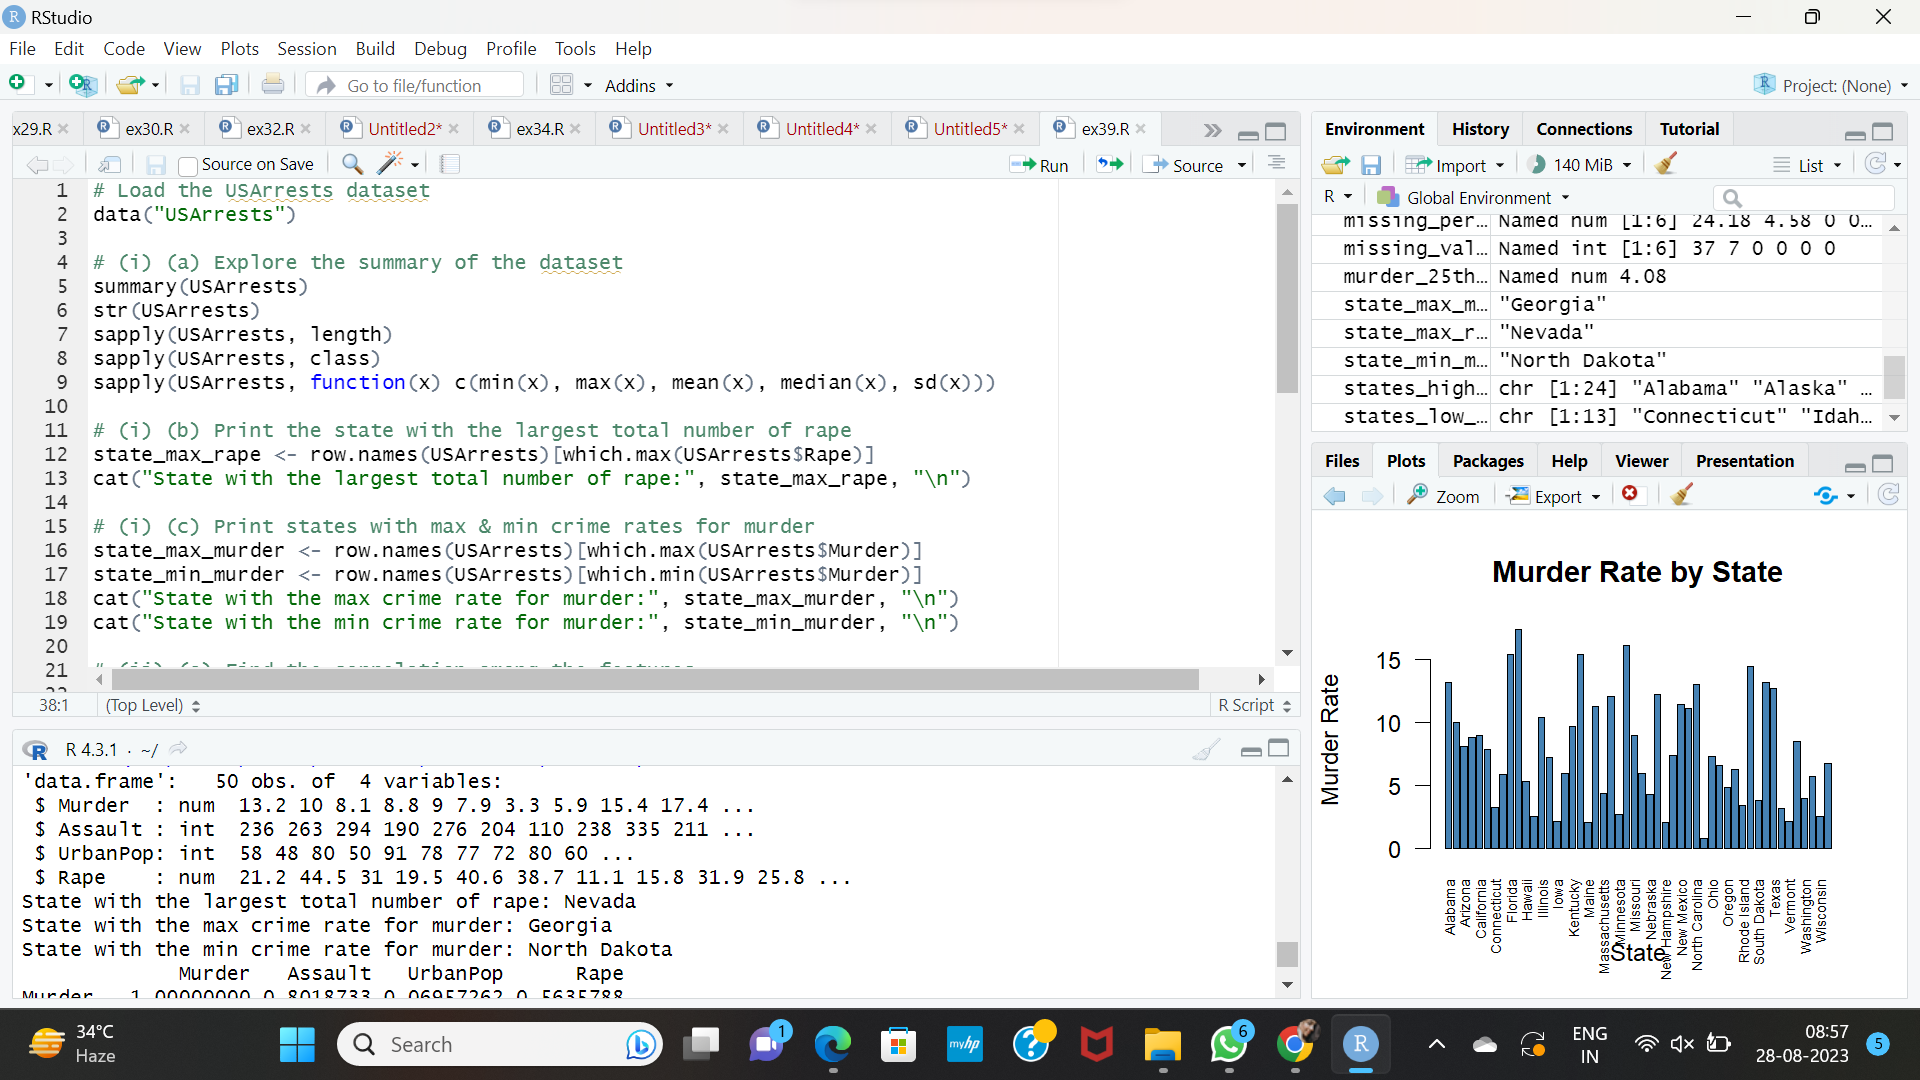 RStudio
File Edit Code View Plots Session Build Debug Profile Tools Help
Go to file/function Addins Project: (None)
x29.R ex30.R ex32.R Untitled2* ex34.R Untitled3* Untitled4* Untitled5* ex39.R
Source on Save Run Source
1 # Load the USArrests dataset
2 data("USArrests")
3
4 # (i) (a) Explore the summary of the dataset
5 summary(USArrests)
6 str(USArrests)
7 sapply(USArrests, length)
8 sapply(USArrests, class)
9 sapply(USArrests, function(x) c(min(x), max(x), mean(x), median(x), sd(x)))
10
11 # (i) (b) Print the state with the largest total number of rape
12 state_max_rape <- row.names(USArrests)[which.max(USArrests$Rape)]
13 cat("State with the largest total number of rape:", state_max_rape, "\n")
14
15 # (i) (c) Print states with max & min crime rates for murder
16 state_max_murder <- row.names(USArrests)[which.max(USArrests$Murder)]
17 state_min_murder <- row.names(USArrests)[which.min(USArrests$Murder)]
18 cat("State with the max crime rate for murder:", state_max_murder, "\n")
19 cat("State with the min crime rate for murder:", state_min_murder, "\n")
20
21
38:1 (Top Level) R Script
R 4.3.1 · ~/
'data.frame': 50 obs. of 4 variables:
$ Murder : num 13.2 10 8.1 8.8 9 7.9 3.3 5.9 15.4 17.4 ...
$ Assault : int 236 263 294 190 276 204 110 238 335 211 ...
$ UrbanPop: int 58 48 80 50 91 78 77 72 80 60 ...
$ Rape : num 21.2 44.5 31 19.5 40.6 38.7 11.1 15.8 31.9 25.8 ...
State with the largest total number of rape: Nevada
State with the max crime rate for murder: Georgia
State with the min crime rate for murder: North Dakota
Murder Assault UrbanPop Rape
Murder 1.00000000 0.8018733 0.06957262 0.5635788
Environment History Connections Tutorial
Import 140 MiB List
R Global Environment
missing_per… Named num [1:6] 24.18 4.58 0 0…
missing_val… Named int [1:6] 37 7 0 0 0 0
murder_25th… Named num 4.08
state_max_m… "Georgia"
state_max_r… "Nevada"
state_min_m… "North Dakota"
states_high… chr [1:24] "Alabama" "Alaska" …
states_low_… chr [1:13] "Connecticut" "Idah…
Files Plots Packages Help Viewer Presentation
Zoom Export
Murder Rate by State
Murder Rate
15
10
5
0
Alabama
Arizona
California
Connecticut
Florida
Hawaii
Illinois
Iowa
Kentucky
Maine
Massachusetts
Minnesota
Missouri
Nebraska
New Hampshire
New Mexico
North Carolina
Ohio
Oregon
Rhode Island
South Dakota
Texas
Vermont
Washington
Wisconsin
State
34°C
Haze
Search
1
myhp
6
ENG
IN
08:57
28-08-2023
5